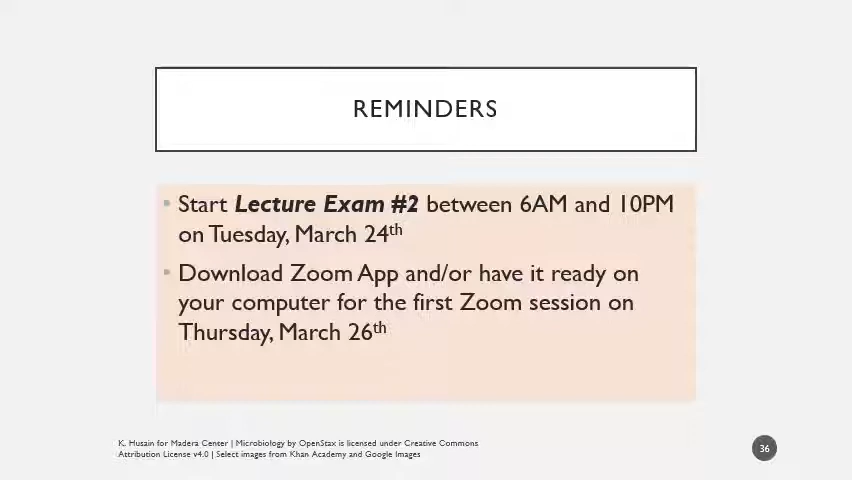 REMINDERS
• Start Lecture Exam #2 between 6AM and 10PM
on Tuesday, March 24th
• Download Zoom App and/or have it ready on
your computer for the first Zoom session on
Thursday, March 26th
K. Husain for Madera Center | Microbiology by OpenStax is licensed under Creative Commons
Attribution License v4.0 | Select images from Khan Academy and Google Images
36